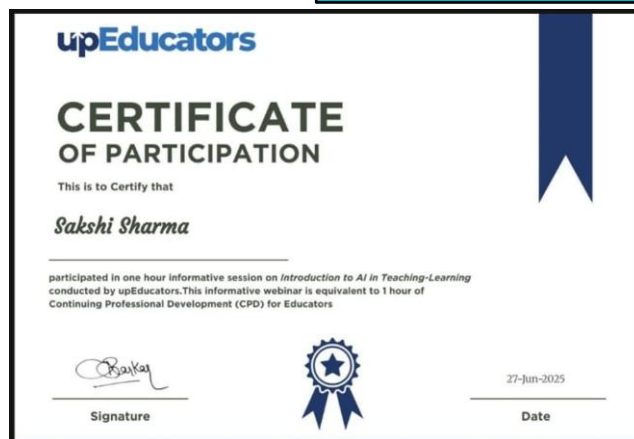 upEducators
CERTIFICATE
OF PARTICIPATION
This is to Certify that
Sakshi Sharma
participated in one hour informative session on Introduction to AI in Teaching-Learning
conducted by upEducators.This informative webinar is equivalent to 1 hour of
Continuing Professional Development (CPD) for Educators
27-Jun-2025
Signature
Date